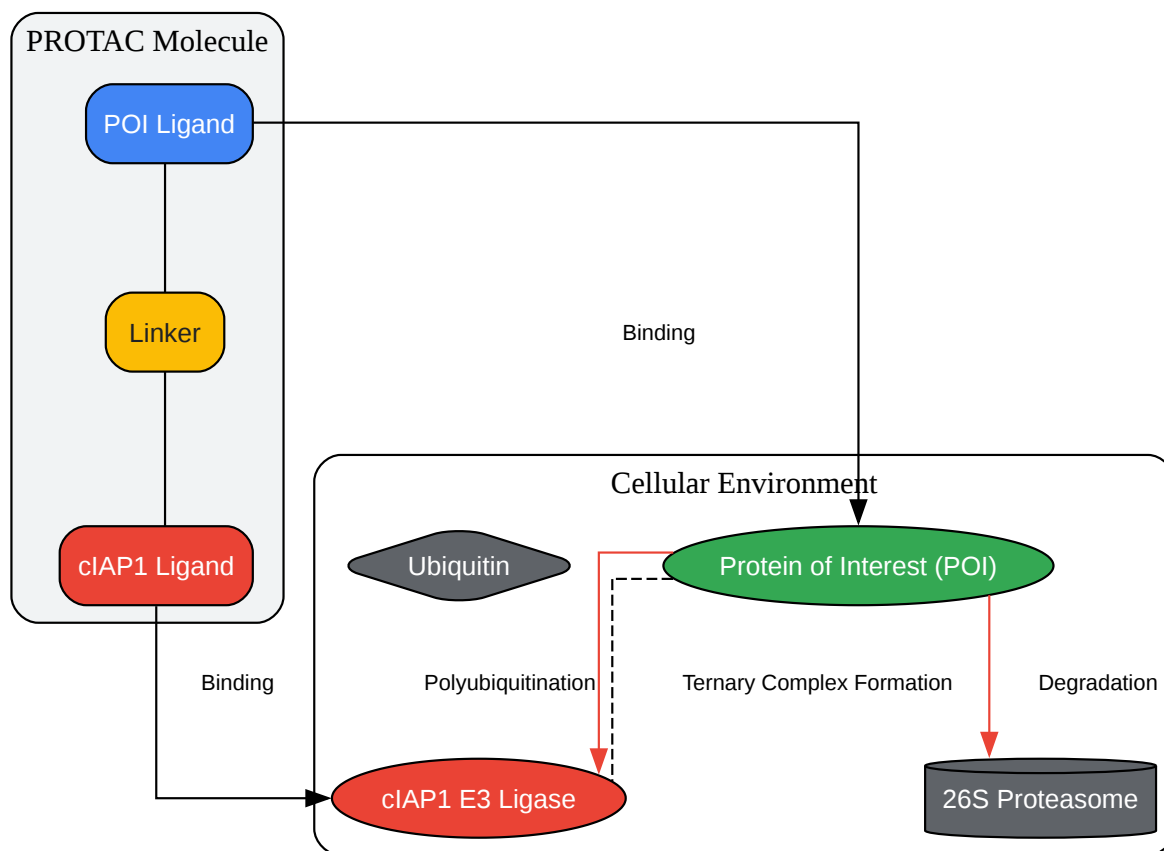 PROTAC Molecule
POI Ligand
Linker
Binding
Cellular Environment
cIAP1 Ligand
Ubiquitin
Protein of Interest (POI)
Binding
Polyubiquitination
Ternary Complex Formation
Degradation
cIAP1 E3 Ligase
26S Proteasome